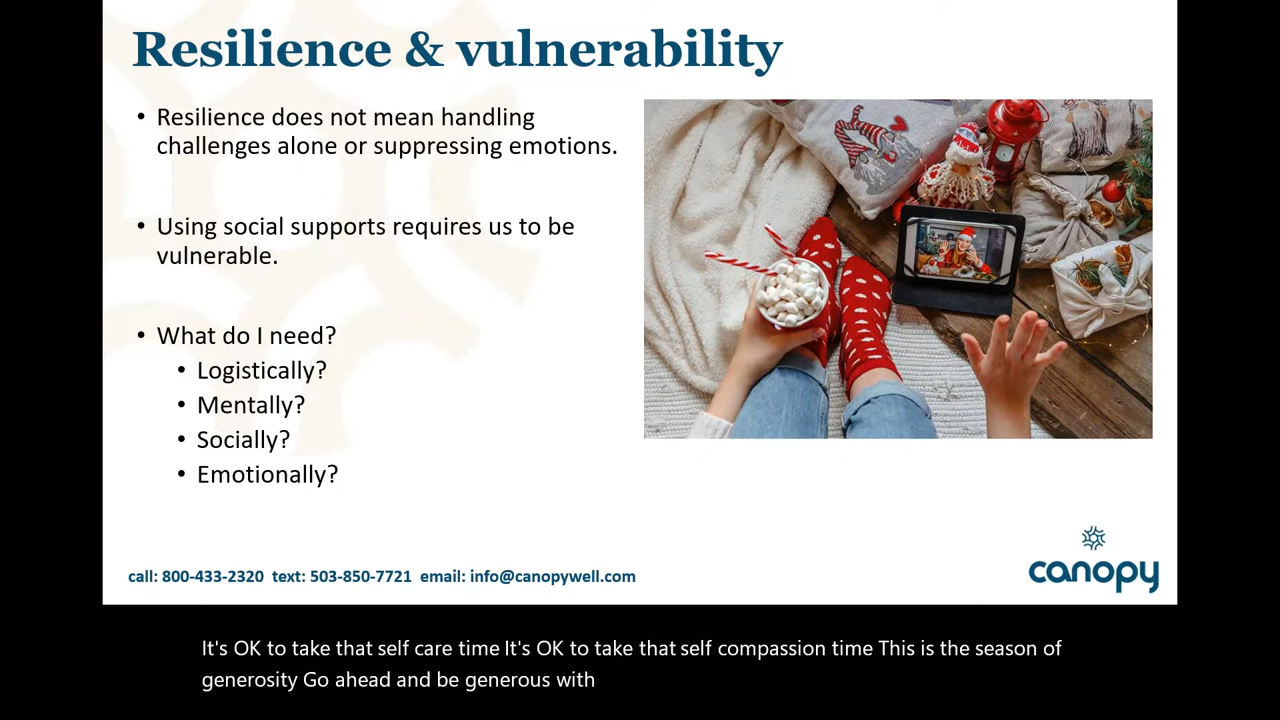 Resilience & vulnerability
• Resilience does not mean handling
challenges alone or suppressing emotions.
• Using social supports requires us to be
vulnerable.
• What do I need?
• Logistically?
• Mentally?
• Socially?
• Emotionally?
call: 800-433-2320 text: 503-850-7721 email: info@canopywell.com
canopy
It's OK to take that self care time It's OK to take that self compassion time This is the season of
generosity Go ahead and be generous with